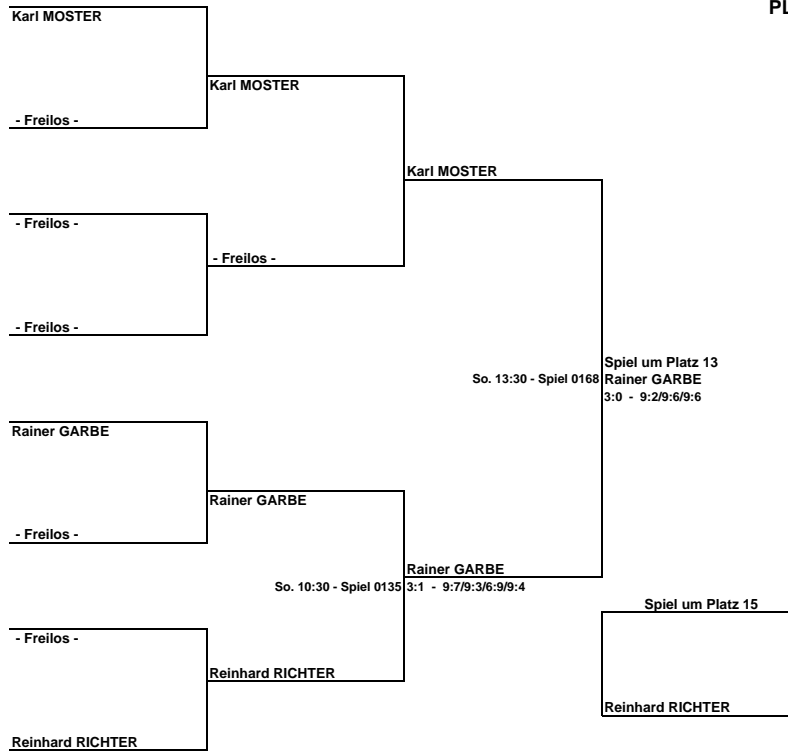 PL
Karl MOSTER
Karl MOSTER
- Freilos -
Karl MOSTER
- Freilos -
- Freilos -
- Freilos -
Spiel um Platz 13
So. 13:30 - Spiel 0168 Rainer GARBE
3:0 - 9:2/9:6/9:6
Rainer GARBE
Rainer GARBE
- Freilos -
Rainer GARBE
So. 10:30 - Spiel 0135 3:1 - 9:7/9:3/6:9/9:4
Spiel um Platz 15
- Freilos -
Reinhard RICHTER
Reinhard RICHTER
Reinhard RICHTER